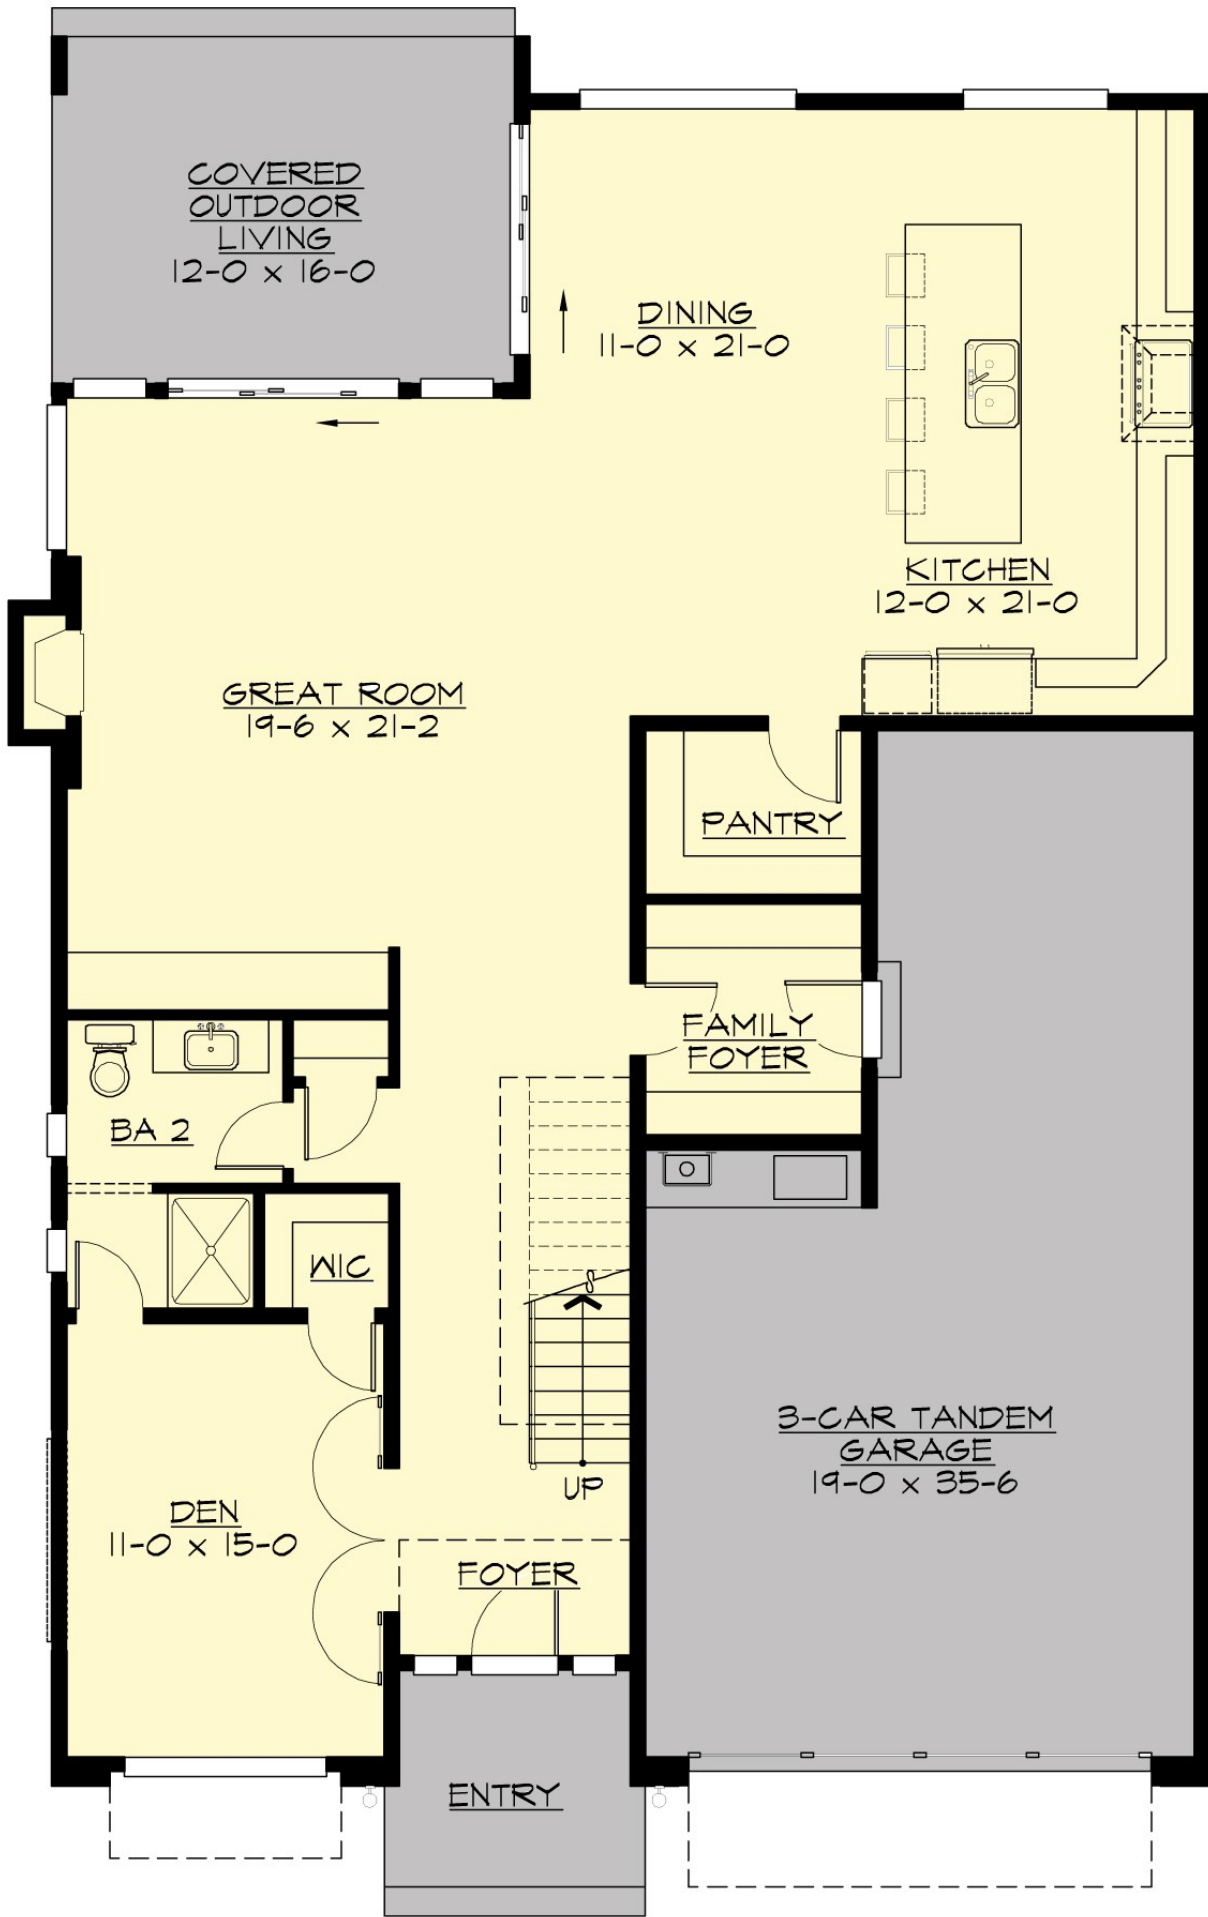 COVERED
OUTDOOR
LIVING
12-0 x 16-0
DINING
11-0 x 21-0
KITCHEN
12-0 x 21-0
GREAT ROOM
19-6 x 21-2
PANTRY
FAMILY
FOYER
BA 2
WIC
3-CAR TANDEM
GARAGE
19-0 x 35-6
UP
DEN
11-0 x 15-0
FOYER
ENTRY